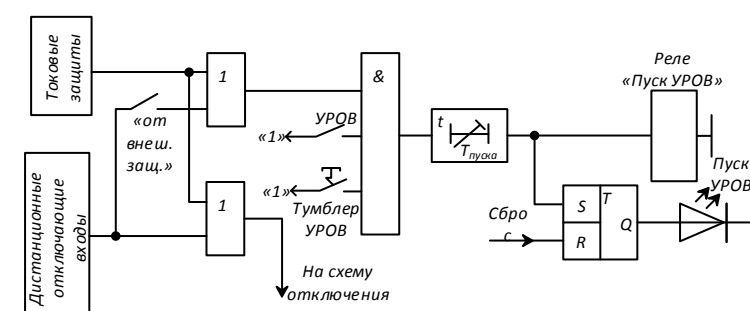 Токовые
защиты
Дистанционные
отключающие
входы
«от
внеш.
защ.»
1
1
На схему
отключения
УРОВ
«1»
«1»
Тумблер
УРОВ
&
t
Tпуска
Реле
«Пуск УРОВ»
Сбро
с
S
T
R
Q
Пуск
УРОВ